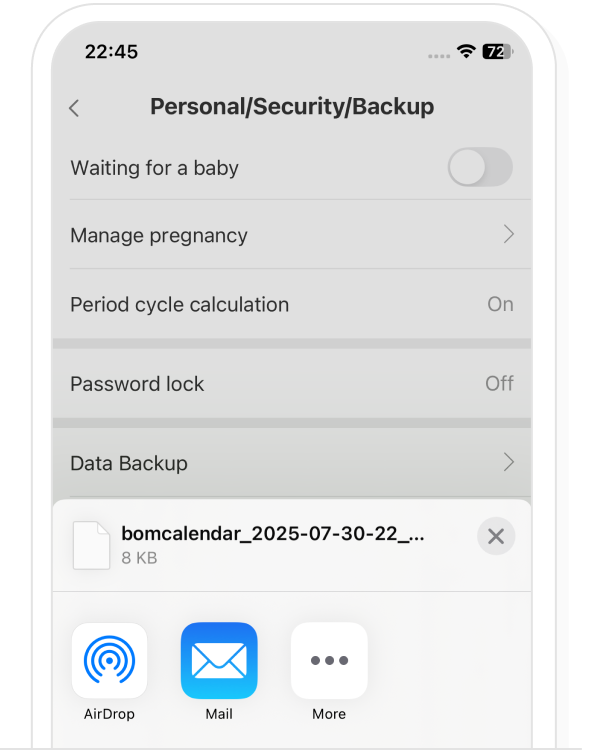 22:45
72
Personal/Security/Backup
Waiting for a baby
Manage pregnancy
Period cycle calculation On
Password lock Off
Data Backup
bomcalendar_2025-07-30-22_...
8 KB
AirDrop Mail More